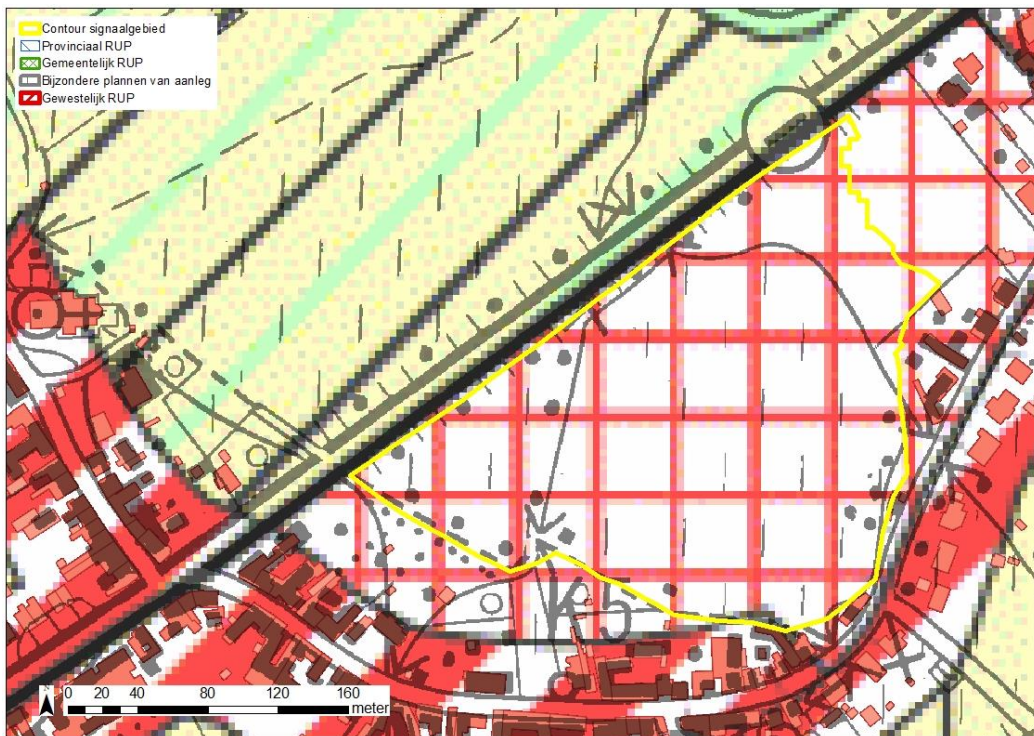 Contour signaalgebied
Provinciaal RUP
Gemeentelijk RUP
Bijzondere plannen van aanleg
Gewestelijk RUP
K5
0 20 40 80 120 160
meter